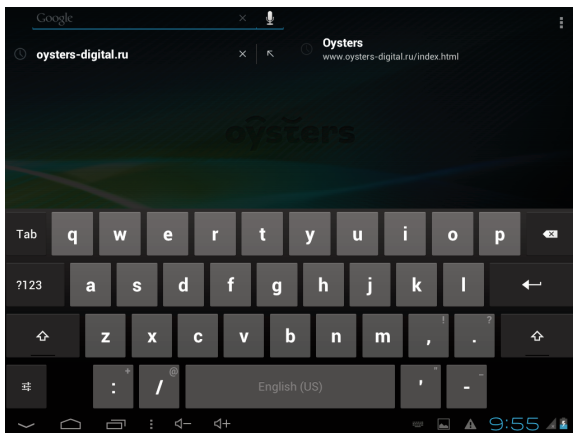 Google
oysters-digital.ru
Oysters
www.oysters-digital.ru/index.html
oysters
Tab q w e r t y u i o p
?123 a s d f g h j k l
z x c v b n m , ! . ?
: + / @ English (US) ' " - _
9:55